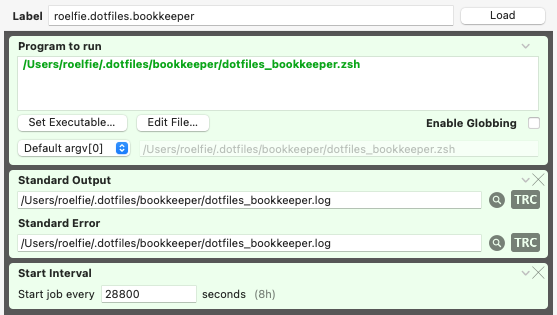 Label roelfie.dotfiles.bookkeeper Load
Program to run
/Users/roelfie/.dotfiles/bookkeeper/dotfiles_bookkeeper.zsh
Set Executable... Edit File... Enable Globbing
Default argv[0] /Users/roelfie/.dotfiles/bookkeeper/dotfiles_bookkeeper.zsh
Standard Output
/Users/roelfie/.dotfiles/bookkeeper/dotfiles_bookkeeper.log TRC
Standard Error
/Users/roelfie/.dotfiles/bookkeeper/dotfiles_bookkeeper.log TRC
Start Interval
Start job every 28800 seconds (8h)